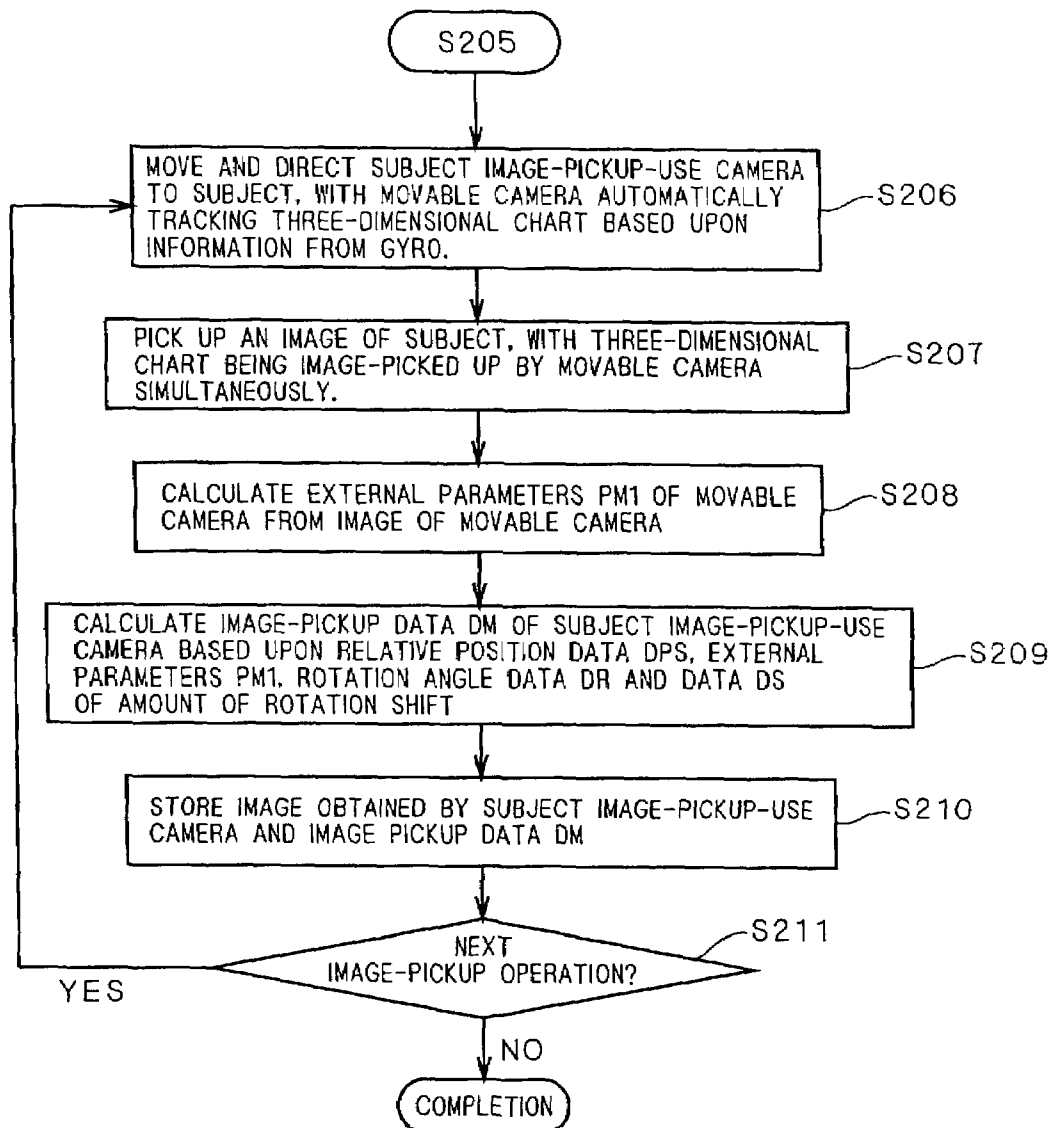 S205
MOVE AND DIRECT SUBJECT IMAGE-PICKUP-USE CAMERA
TO SUBJECT, WITH MOVABLE CAMERA AUTOMATICALLY
TRACKING THREE-DIMENSIONAL CHART BASED UPON
INFORMATION FROM GYRO.
S206
PICK UP AN IMAGE OF SUBJECT, WITH THREE-DIMENSIONAL
CHART BEING IMAGE-PICKED UP BY MOVABLE CAMERA
SIMULTANEOUSLY.
S207
CALCULATE EXTERNAL PARAMETERS PM1 OF MOVABLE
CAMERA FROM IMAGE OF MOVABLE CAMERA
S208
CALCULATE IMAGE-PICKUP DATA DM OF SUBJECT IMAGE-PICKUP-USE
CAMERA BASED UPON RELATIVE POSITION DATA DPS, EXTERNAL
PARAMETERS PM1, ROTATION ANGLE DATA DR AND DATA DS
OF AMOUNT OF ROTATION SHIFT
S209
STORE IMAGE OBTAINED BY SUBJECT IMAGE-PICKUP-USE
CAMERA AND IMAGE PICKUP DATA DM
S210
NEXT
IMAGE-PICKUP OPERATION?
S211
YES
NO
COMPLETION